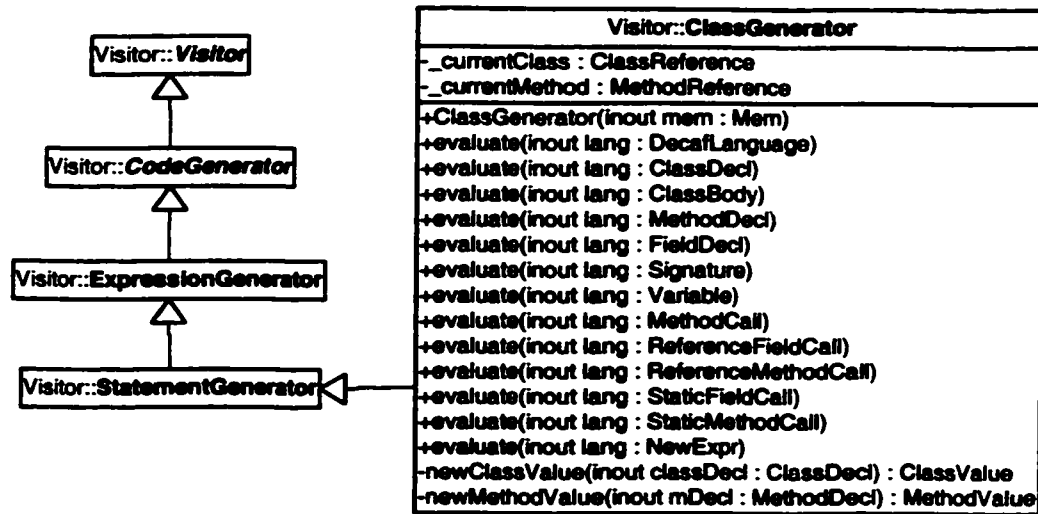 Visitor::Visitor
Visitor::CodeGenerator
Visitor::ExpressionGenerator
Visitor::StatementGenerator
Visitor::ClassGenerator
-_currentClass : ClassReference
-_currentMethod : MethodReference
+ClassGenerator(inout mem : Mem)
+evaluate(inout lang : DecafLanguage)
+evaluate(inout lang : ClassDecl)
+evaluate(inout lang : ClassBody)
+evaluate(inout lang : MethodDecl)
+evaluate(inout lang : FieldDecl)
+evaluate(inout lang : Signature)
+evaluate(inout lang : Variable)
+evaluate(inout lang : MethodCall)
+evaluate(inout lang : ReferenceFieldCall)
+evaluate(inout lang : ReferenceMethodCall)
+evaluate(inout lang : StaticFieldCall)
+evaluate(inout lang : StaticMethodCall)
+evaluate(inout lang : NewExpr)
-newClassValue(inout classDecl : ClassDecl) : ClassValue
-newMethodValue(inout mDecl : MethodDecl) : MethodValue